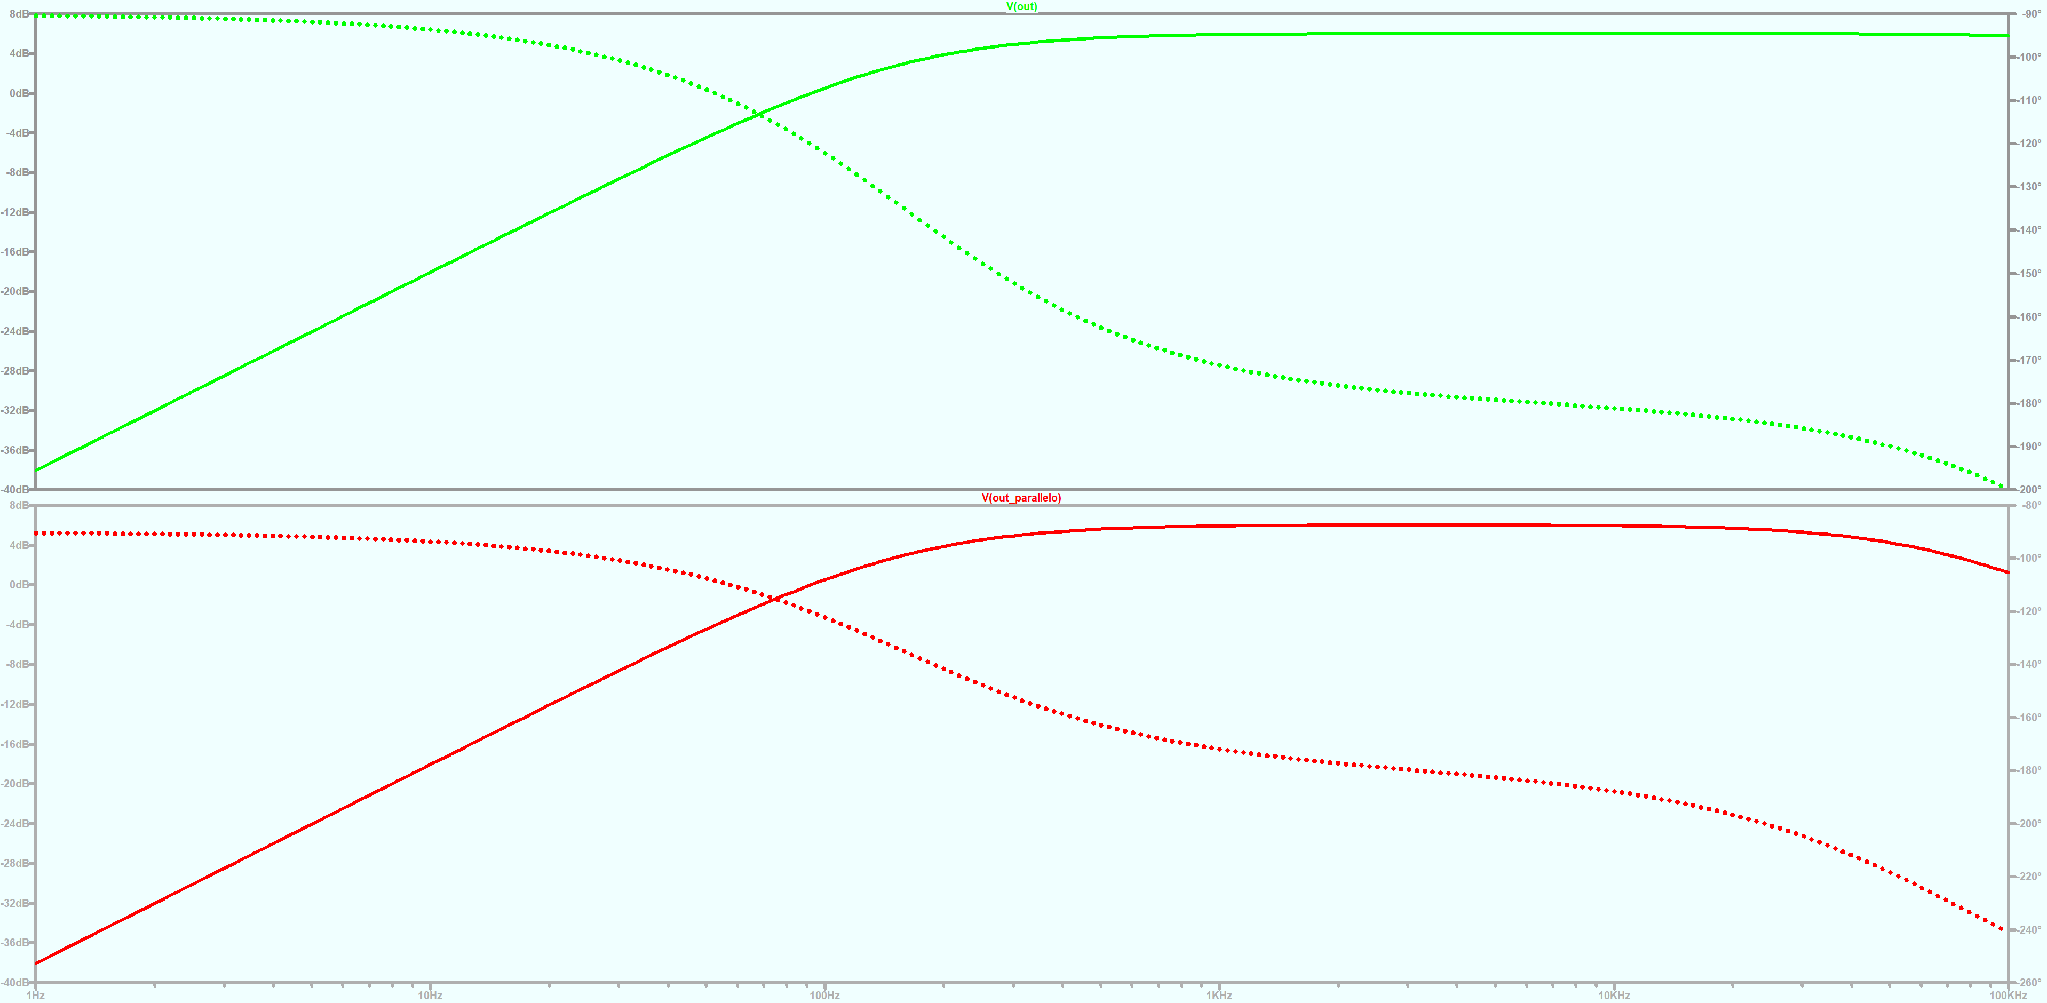 V(out)
8dB
4dB
0dB
-4dB
-8dB
-12dB
-16dB
-20dB
-24dB
-28dB
-32dB
-36dB
-40dB
-90°
-100°
-110°
-120°
-130°
-140°
-150°
-160°
-170°
-180°
-190°
-200°
V(out_parallelo)
8dB
4dB
0dB
-4dB
-8dB
-12dB
-16dB
-20dB
-24dB
-28dB
-32dB
-36dB
-40dB
-80°
-100°
-120°
-140°
-160°
-180°
-200°
-220°
-240°
-260°
1Hz 10Hz 100Hz 1KHz 10KHz 100KHz